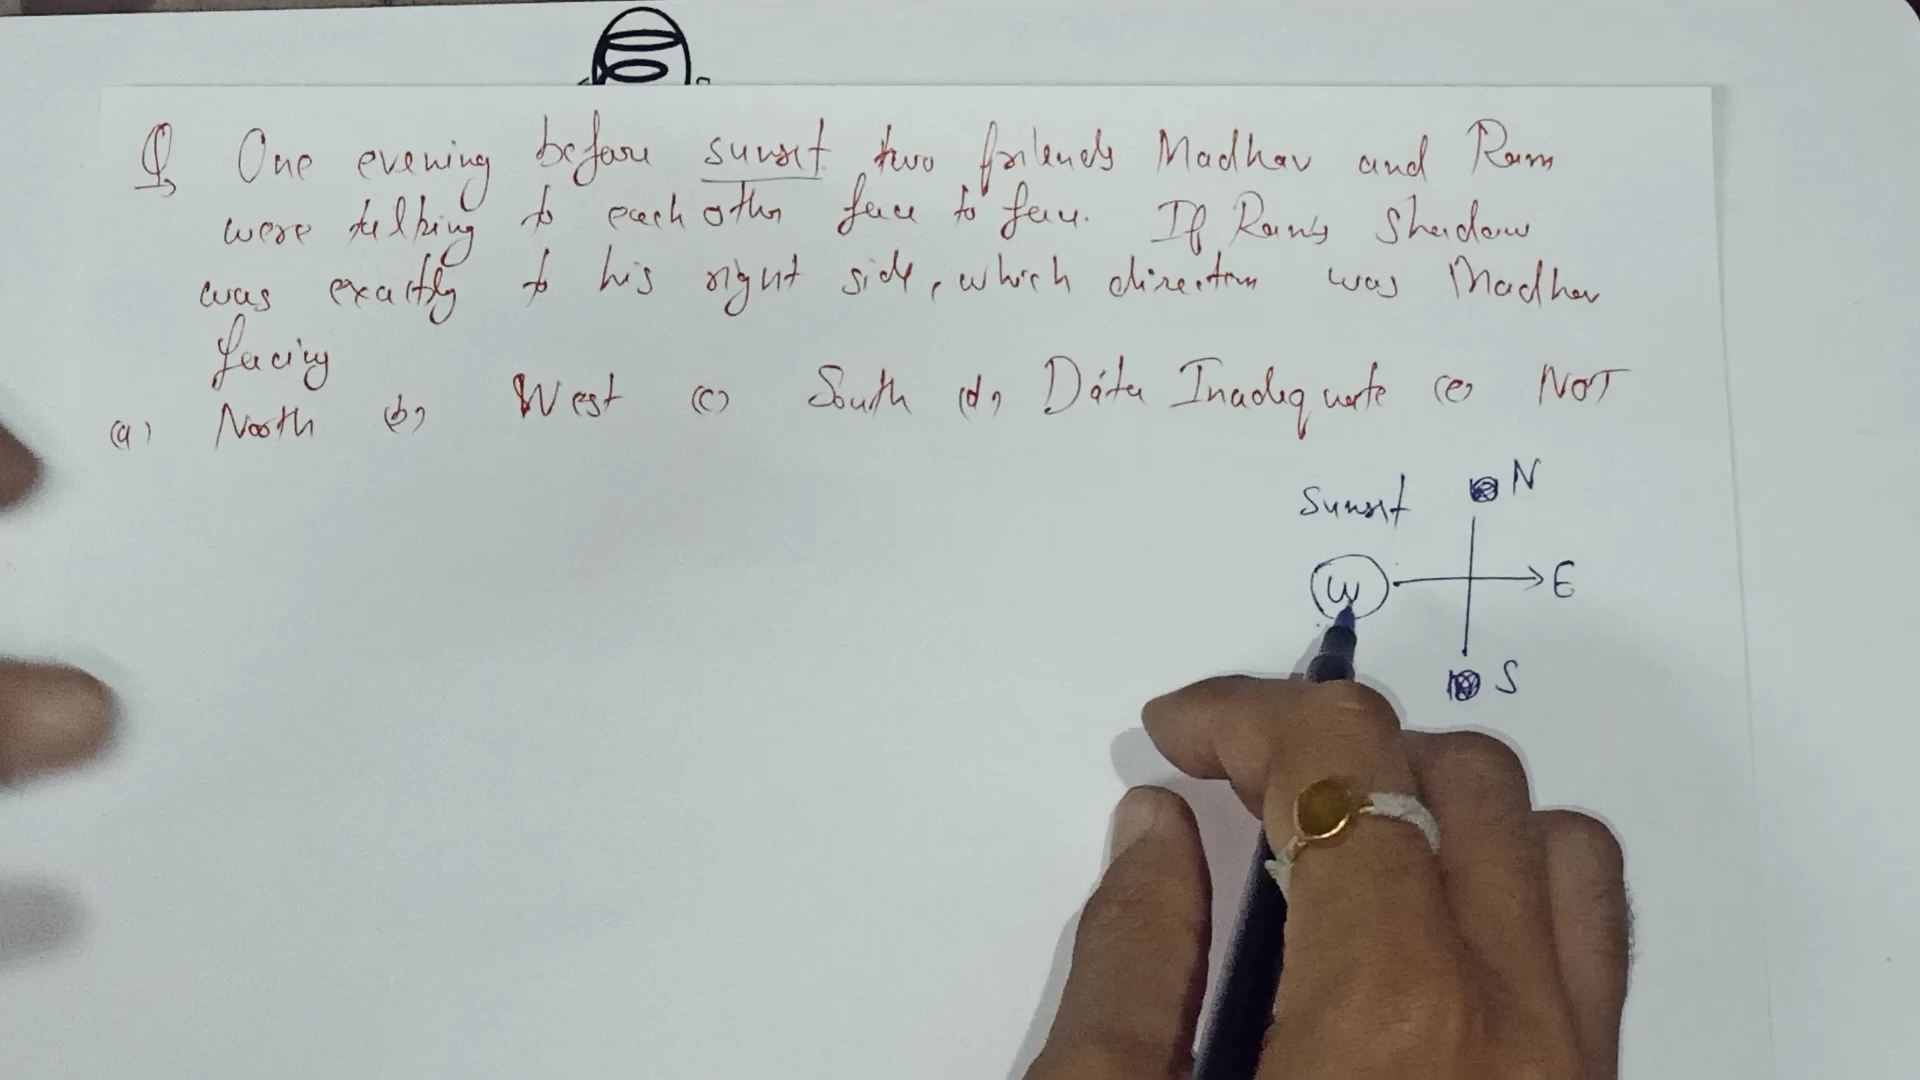 Q, One evening before sunset two friends Madhav and Ram
were talking to each other face to face. If Ram's shadow
was exactly to his right side, which direction was Madhav
facing
(a) North (b) West (c) South (d) Data Inadequate (e) NOT
Sunset N
W E
S